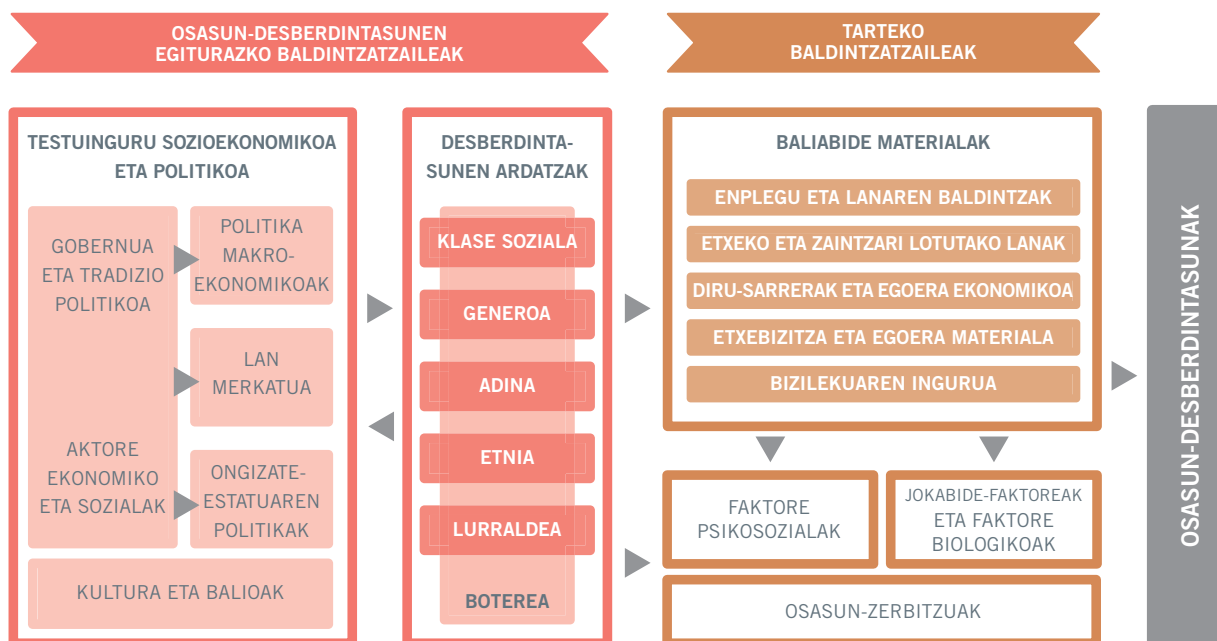 OSASUN-DESBERDINTASUNEN
EGITURAZKO BALDINTZATZAILEAK
TARTEKO
BALDINTZATZAILEAK
TESTUINGURU SOZIOEKONOMIKOA
ETA POLITIKOA
GOBERNUA
ETA TRADIZIO
POLITIKOA
AKTORE
EKONOMIKO
ETA SOZIALAK
POLITIKA
MAKRO-
EKONOMIKOAK
LAN
MERKATUA
ONGIZATE-
ESTATUAREN
POLITIKAK
KULTURA ETA BALIOAK
DESBERDINTA-
SUNEN ARDATZAK
KLASE SOZIALA
GENEROA
ADINA
ETNIA
LURRALDEA
BOTEREA
BALIABIDE MATERIALAK
ENPLEGU ETA LANAREN BALDINTZAK
ETXEKO ETA ZAINTZARI LOTUTAKO LANAK
DIRU-SARRERAK ETA EGOERA EKONOMIKOA
ETXEBIZITZA ETA EGOERA MATERIALA
BIZILEKUAREN INGURUA
FAKTORE
PSIKOSOZIALAK
JOKABIDE-FAKTOREAK
ETA FAKTORE
BIOLOGIKOAK
OSASUN-ZERBITZUAK
OSASUN-DESBERDINTASUNAK